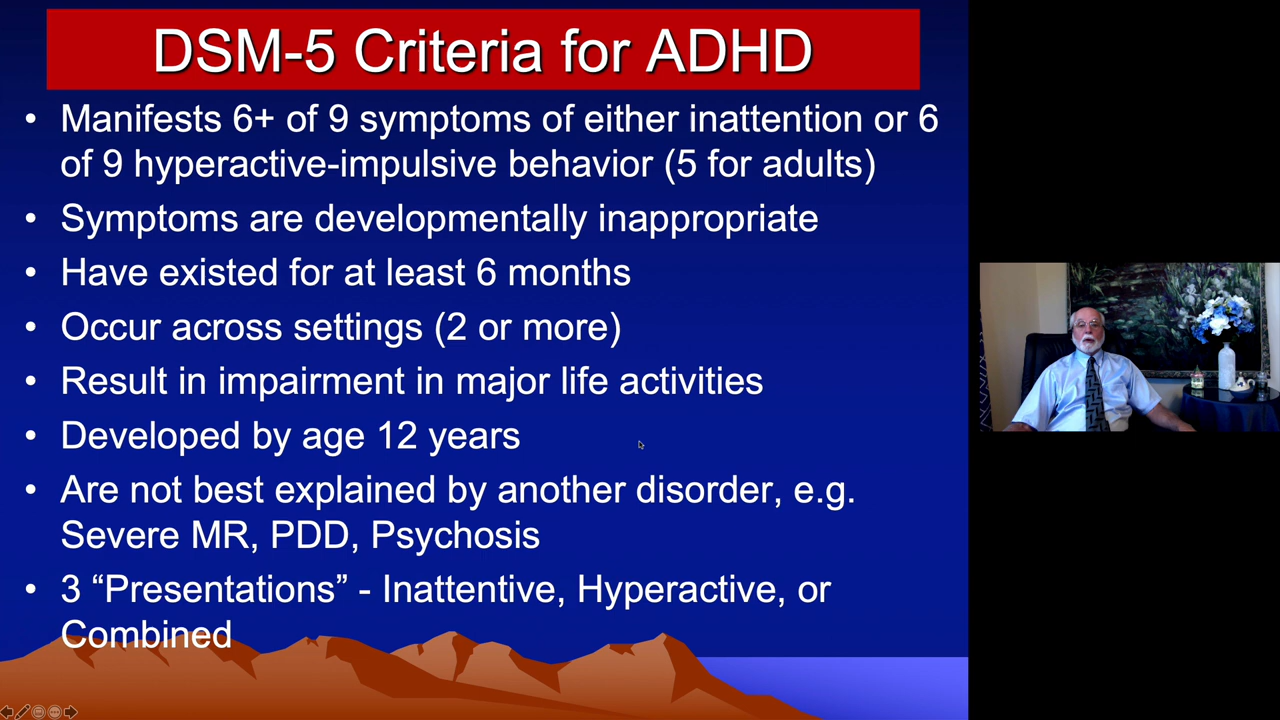 DSM-5 Criteria for ADHD
• Manifests 6+ of 9 symptoms of either inattention or 6
of 9 hyperactive-impulsive behavior (5 for adults)
• Symptoms are developmentally inappropriate
• Have existed for at least 6 months
• Occur across settings (2 or more)
• Result in impairment in major life activities
• Developed by age 12 years
• Are not best explained by another disorder, e.g.
Severe MR, PDD, Psychosis
• 3 “Presentations” - Inattentive, Hyperactive, or
Combined